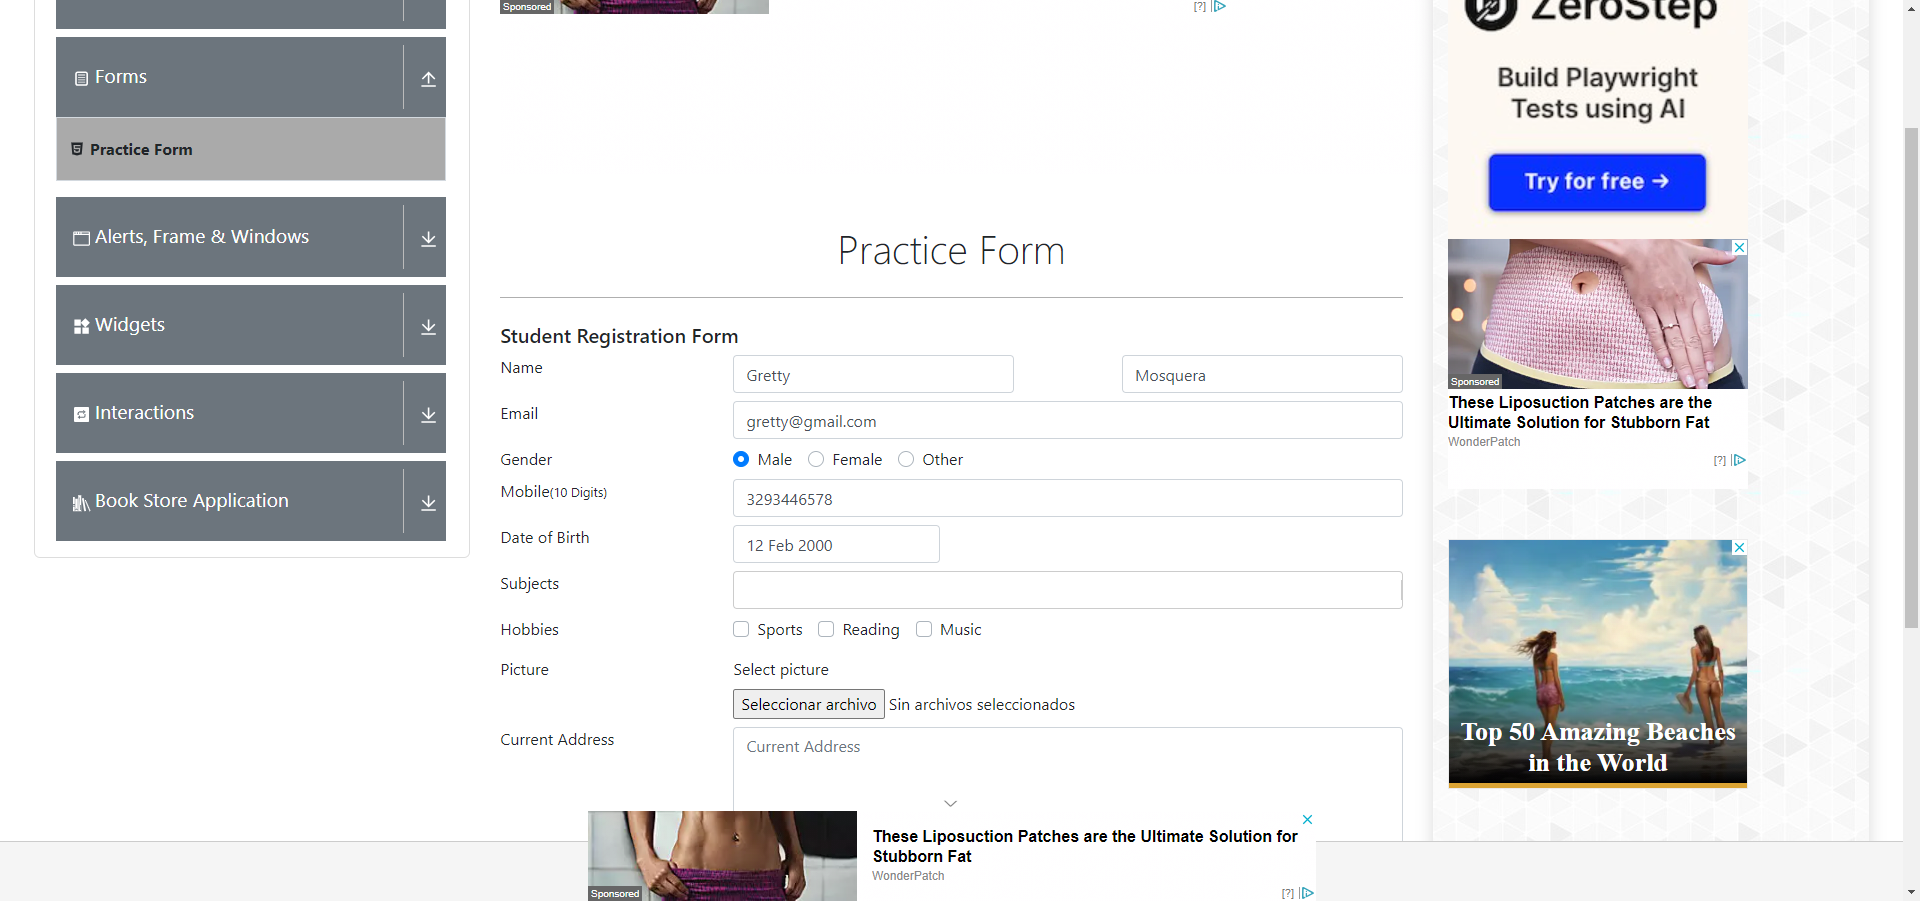 Sponsored
[?]
Forms
Practice Form
Alerts, Frame & Windows
Widgets
Interactions
Book Store Application
Practice Form
Student Registration Form
Name
Gretty
Mosquera
Email
gretty@gmail.com
Gender
Male
Female
Other
Mobile(10 Digits)
3293446578
Date of Birth
12 Feb 2000
Subjects
Hobbies
Sports
Reading
Music
Picture
Select picture
Seleccionar archivo
Sin archivos seleccionados
Current Address
Current Address
ZeroStep
Build Playwright
Tests using AI
Try for free →
Sponsored
These Liposuction Patches are the
Ultimate Solution for Stubborn Fat
WonderPatch
[?]
Top 50 Amazing Beaches
in the World
Sponsored
These Liposuction Patches are the Ultimate Solution for
Stubborn Fat
WonderPatch
[?]